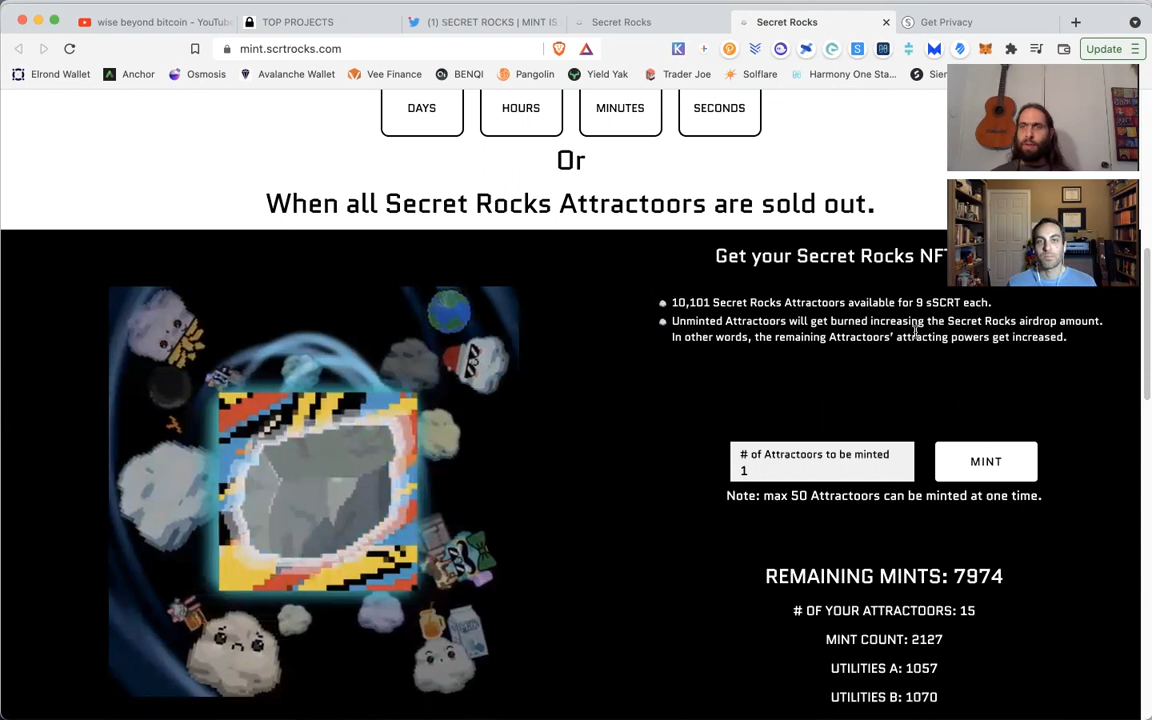 wise beyond bitcoin - YouTube
TOP PROJECTS
(1) SECRET ROCKS | MINT IS
Secret Rocks
Secret Rocks
Get Privacy
mint.scrtrocks.com
Update
Elrond Wallet
Anchor
Osmosis
Avalanche Wallet
Vee Finance
BENQI
Pangolin
Yield Yak
Trader Joe
Solflare
Harmony One Sta...
Sier
DAYS
HOURS
MINUTES
SECONDS
Or
When all Secret Rocks Attractoors are sold out.
Get your Secret Rocks NF
10,101 Secret Rocks Attractoors available for 9 sSCRT each.
Unminted Attractoors will get burned increasing the Secret Rocks airdrop amount.
In other words, the remaining Attractoors’ attracting powers get increased.
# of Attractoors to be minted
1
MINT
Note: max 50 Attractoors can be minted at one time.
REMAINING MINTS: 7974
# OF YOUR ATTRACTOORS: 15
MINT COUNT: 2127
UTILITIES A: 1057
UTILITIES B: 1070